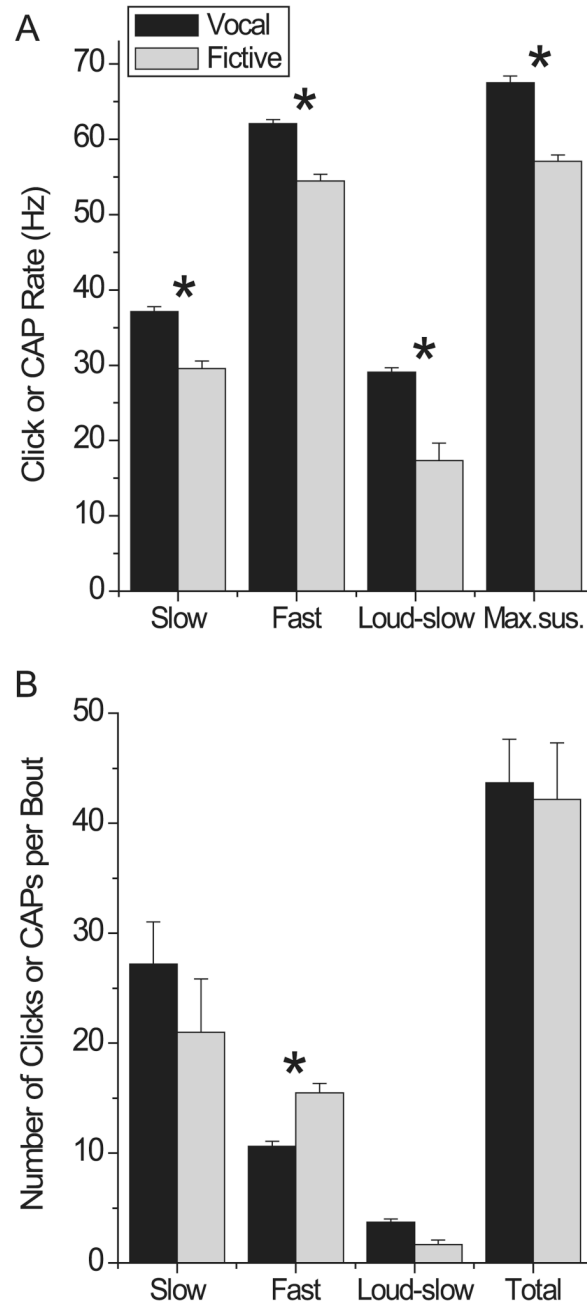 A
Vocal
Fictive
Click or CAP Rate (Hz)
70
60
50
40
30
20
10
0
*
*
*
*
Slow Fast Loud-slow Max.sus.
B
Number of Clicks or CAPs per Bout
50
40
30
20
10
0
*
Slow Fast Loud-slow Total